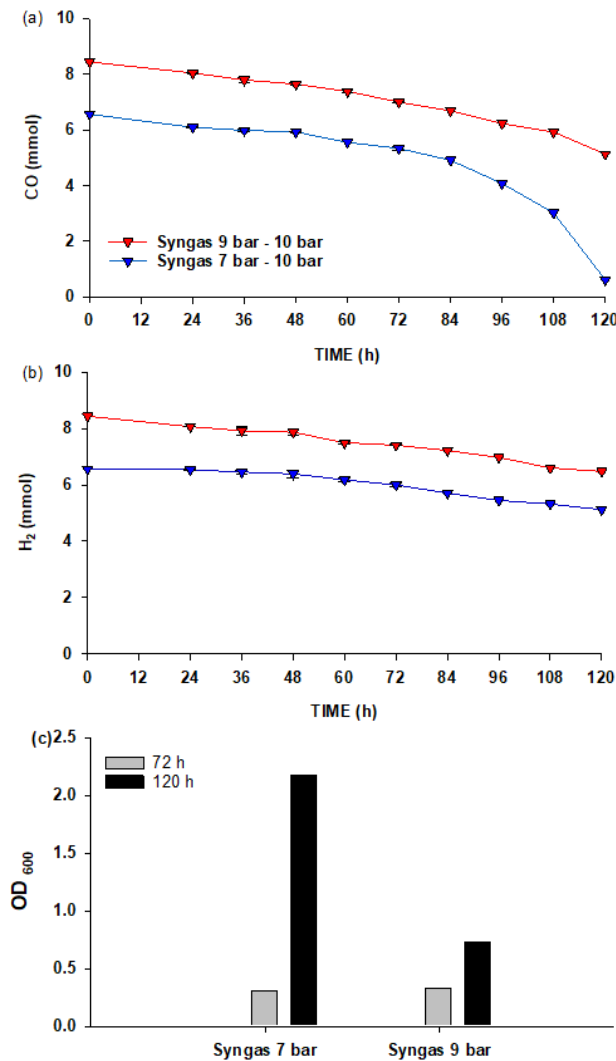 (a)
10
8
6
4
2
0
CO (mmol)
Syngas 9 bar - 10 bar
Syngas 7 bar - 10 bar
0 12 24 36 48 60 72 84 96 108 120
TIME (h)
(b)
10
8
6
4
2
0
H2 (mmol)
0 12 24 36 48 60 72 84 96 108 120
TIME (h)
(c)
2.5
2.0
1.5
1.0
0.5
0.0
OD 600
72 h
120 h
Syngas 7 bar Syngas 9 bar